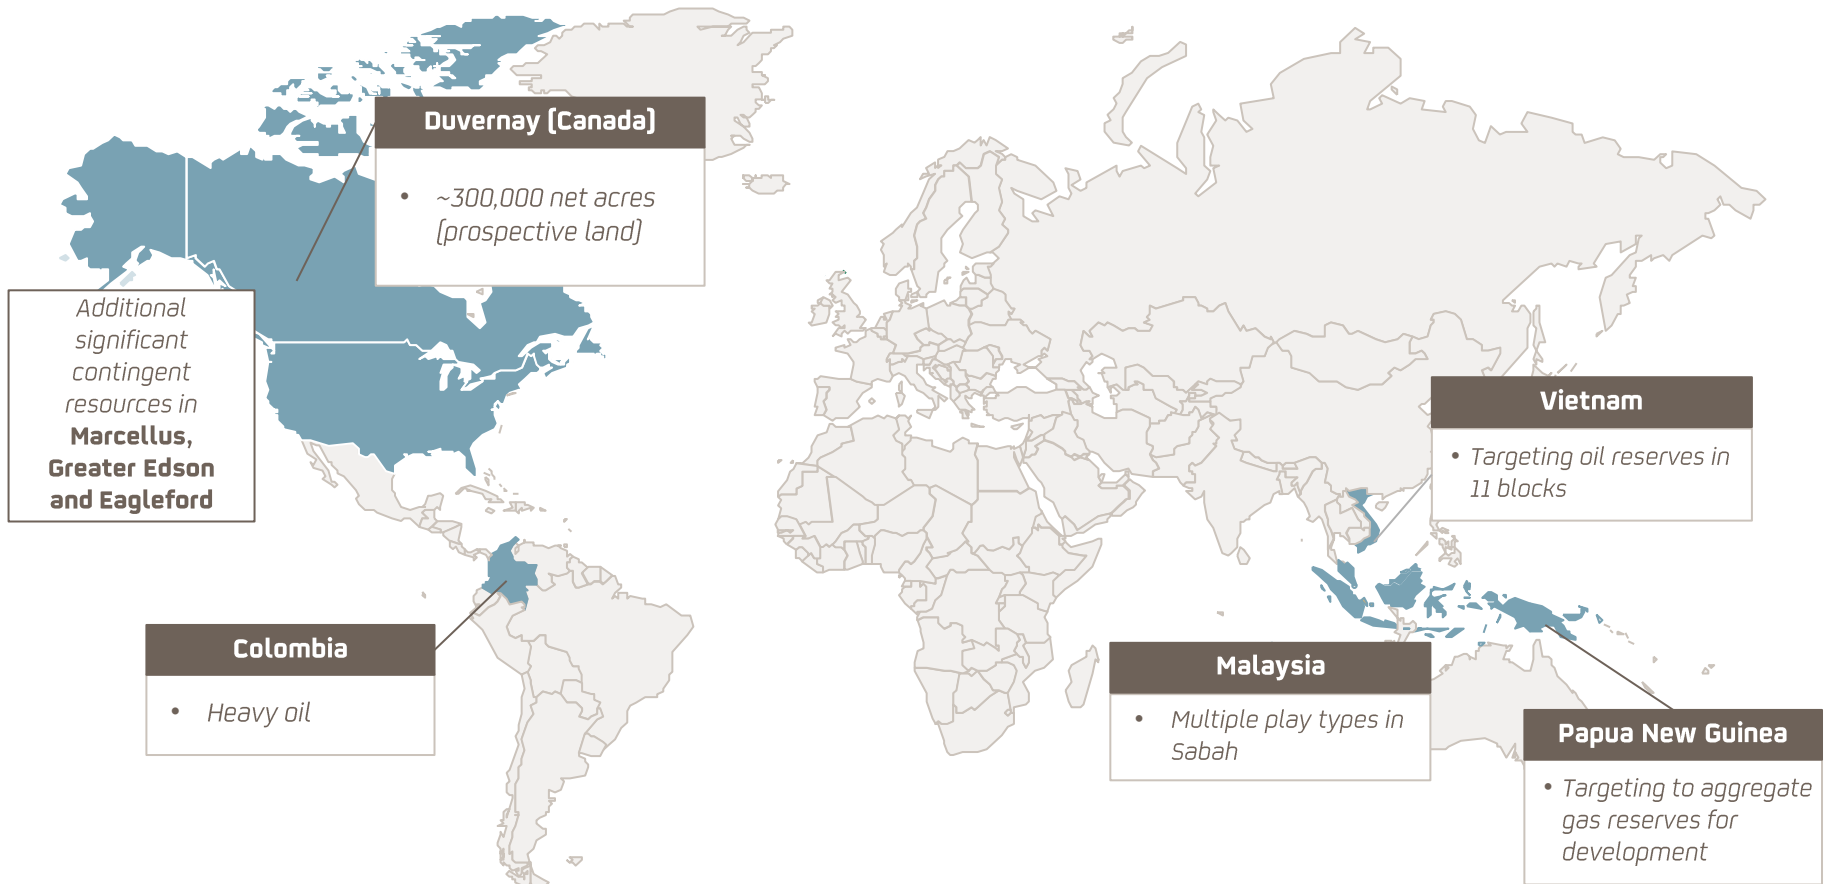 Duvernay (Canada)
• ~300,000 net acres
(prospective land)
Additional
significant
contingent
resources in
Marcellus,
Greater Edson
and Eagleford
Vietnam
• Targeting oil reserves in
11 blocks
Colombia
• Heavy oil
Malaysia
• Multiple play types in
Sabah
Papua New Guinea
• Targeting to aggregate
gas reserves for
development